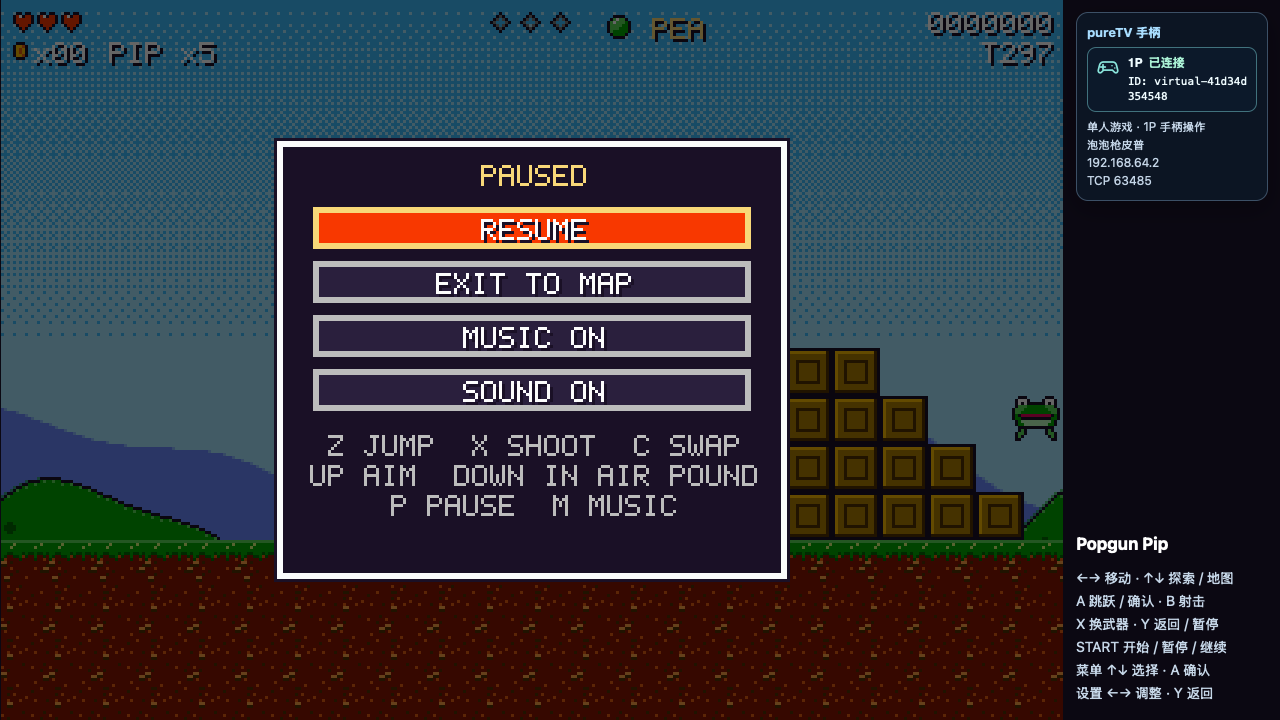 x00 PIP x5
PEA
0000000
T297
PAUSED
RESUME
EXIT TO MAP
MUSIC ON
SOUND ON
Z JUMP X SHOOT C SWAP
UP AIM DOWN IN AIR POUND
P PAUSE M MUSIC
pureTV 手柄
1P 已连接
ID: virtual-41d34d
354548
单人游戏 · 1P 手柄操作
泡泡枪皮普
192.168.64.2
TCP 63485
Popgun Pip
←→ 移动 · ↑↓ 探索 / 地图
A 跳跃 / 确认 · B 射击
X 换武器 · Y 返回 / 暂停
START 开始 / 暂停 / 继续
菜单 ↑↓ 选择 · A 确认
设置 ←→ 调整 · Y 返回